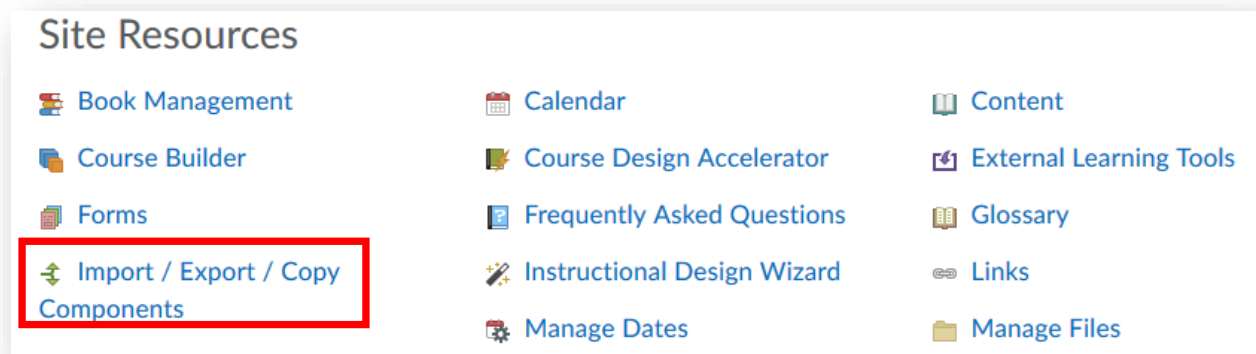 Site Resources
Book Management
Calendar
Content
Course Builder
Course Design Accelerator
External Learning Tools
Forms
Frequently Asked Questions
Glossary
Import / Export / Copy
Components
Instructional Design Wizard
Links
Manage Dates
Manage Files